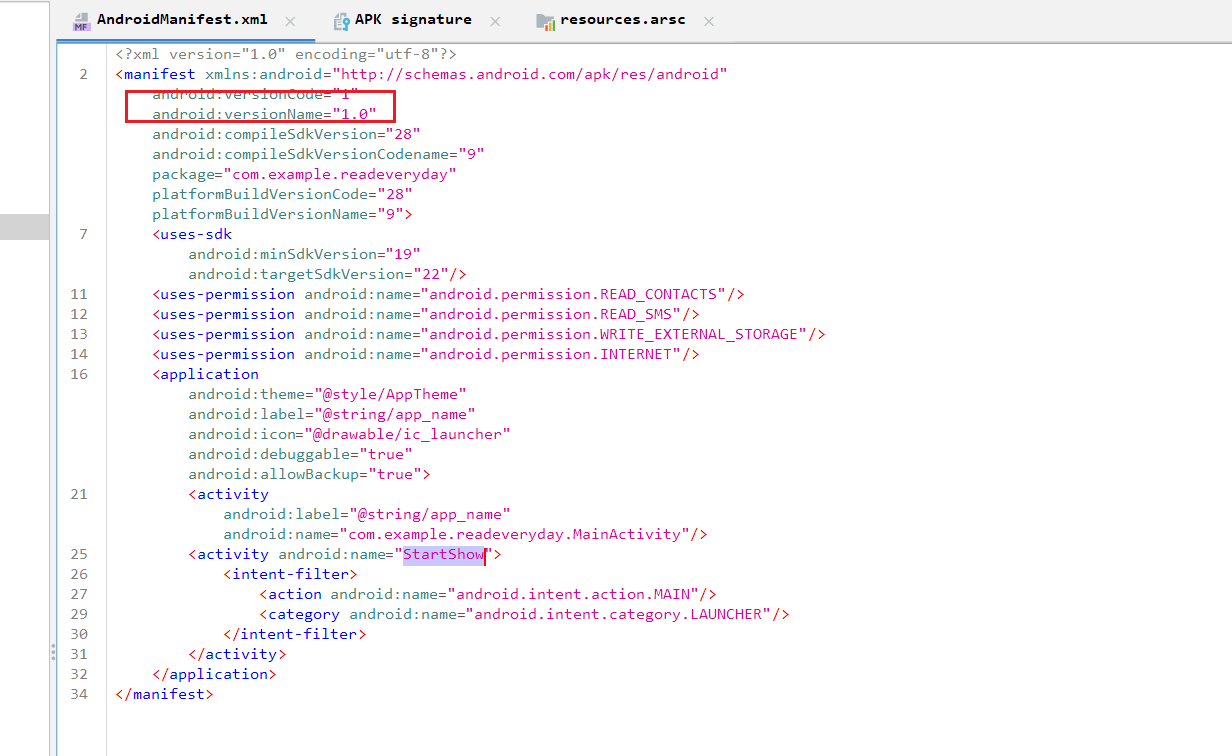 AndroidManifest.xml APK signature resources.arsc
<?xml version="1.0" encoding="utf-8"?>
2 <manifest xmlns:android="http://schemas.android.com/apk/res/android"
android:versionCode="1"
android:versionName="1.0"
android:compileSdkVersion="28"
android:compileSdkVersionCodename="9"
package="com.example.readeveryday"
platformBuildVersionCode="28"
platformBuildVersionName="9">
7 <uses-sdk
android:minSdkVersion="19"
android:targetSdkVersion="22"/>
11 <uses-permission android:name="android.permission.READ_CONTACTS"/>
12 <uses-permission android:name="android.permission.READ_SMS"/>
13 <uses-permission android:name="android.permission.WRITE_EXTERNAL_STORAGE"/>
14 <uses-permission android:name="android.permission.INTERNET"/>
16 <application
android:theme="@style/AppTheme"
android:label="@string/app_name"
android:icon="@drawable/ic_launcher"
android:debuggable="true"
android:allowBackup="true">
21 <activity
android:label="@string/app_name"
android:name="com.example.readeveryday.MainActivity"/>
25 <activity android:name="StartShow">
26 <intent-filter>
27 <action android:name="android.intent.action.MAIN"/>
29 <category android:name="android.intent.category.LAUNCHER"/>
30 </intent-filter>
31 </activity>
32 </application>
34 </manifest>